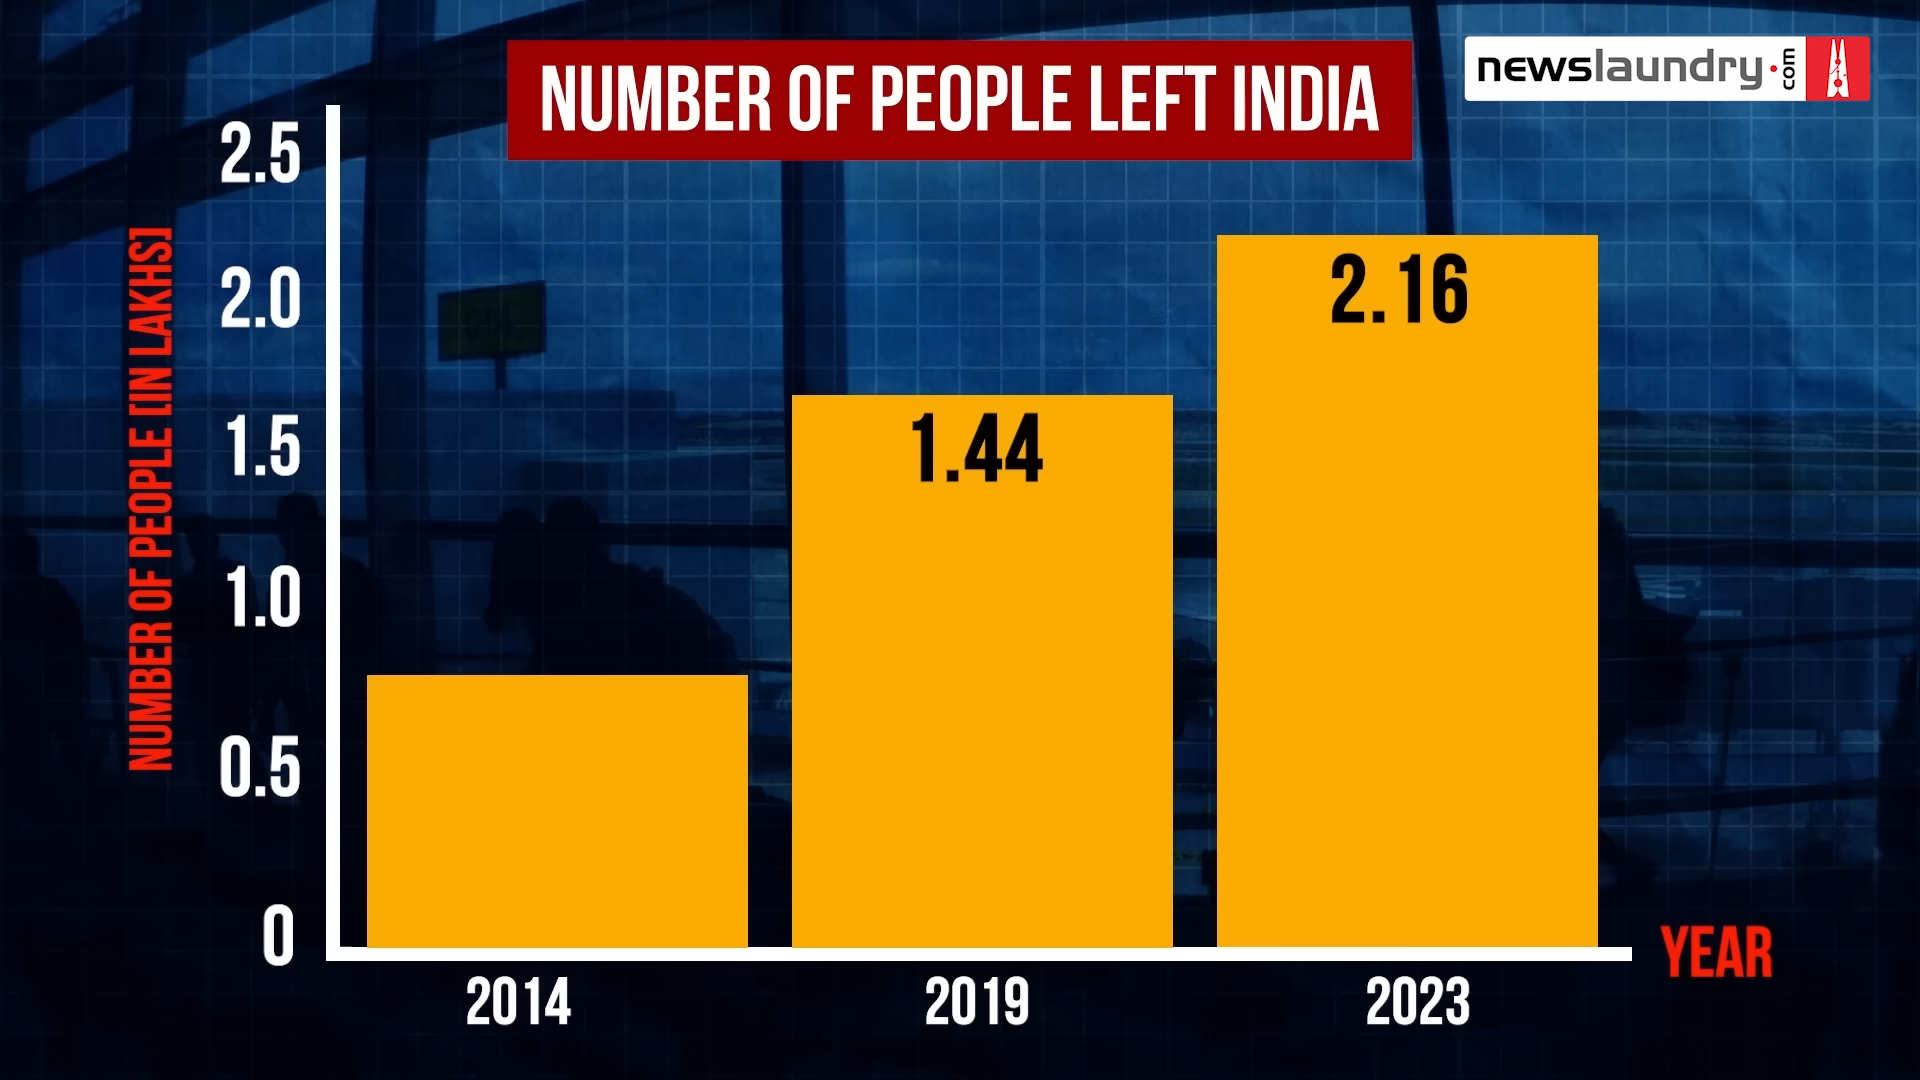 NUMBER OF PEOPLE LEFT INDIA
newslaundry.com
NUMBER OF PEOPLE [IN LAKHS]
2.5
2.0
1.5
1.0
0.5
0
1.44
2.16
2014
2019
2023
YEAR